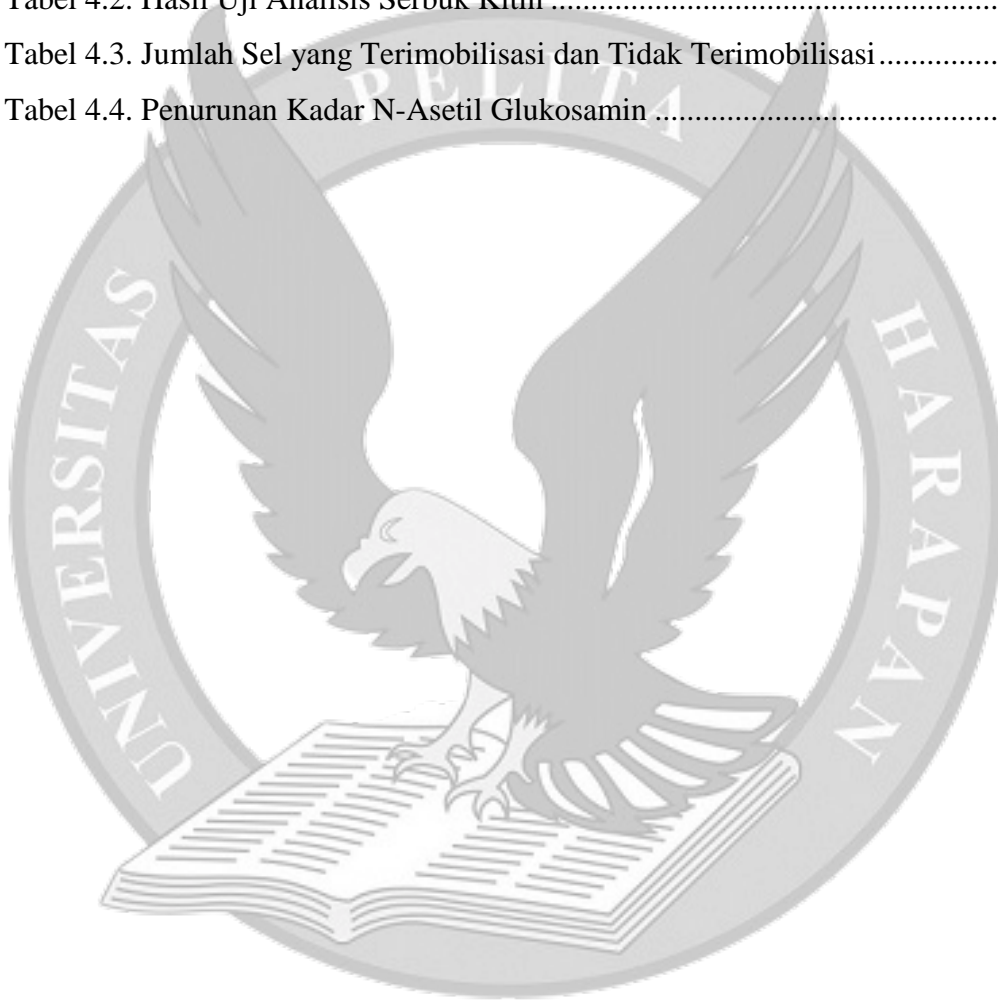 Tabel 4.2. Hasil Uji Analisis Serbuk Kitin ........................................................
Tabel 4.3. Jumlah Sel yang Terimobilisasi dan Tidak Terimobilisasi ...............
Tabel 4.4. Penurunan Kadar N-Asetil Glukosamin ...........................................
UNIVERSITAS PELITA HARAPAN